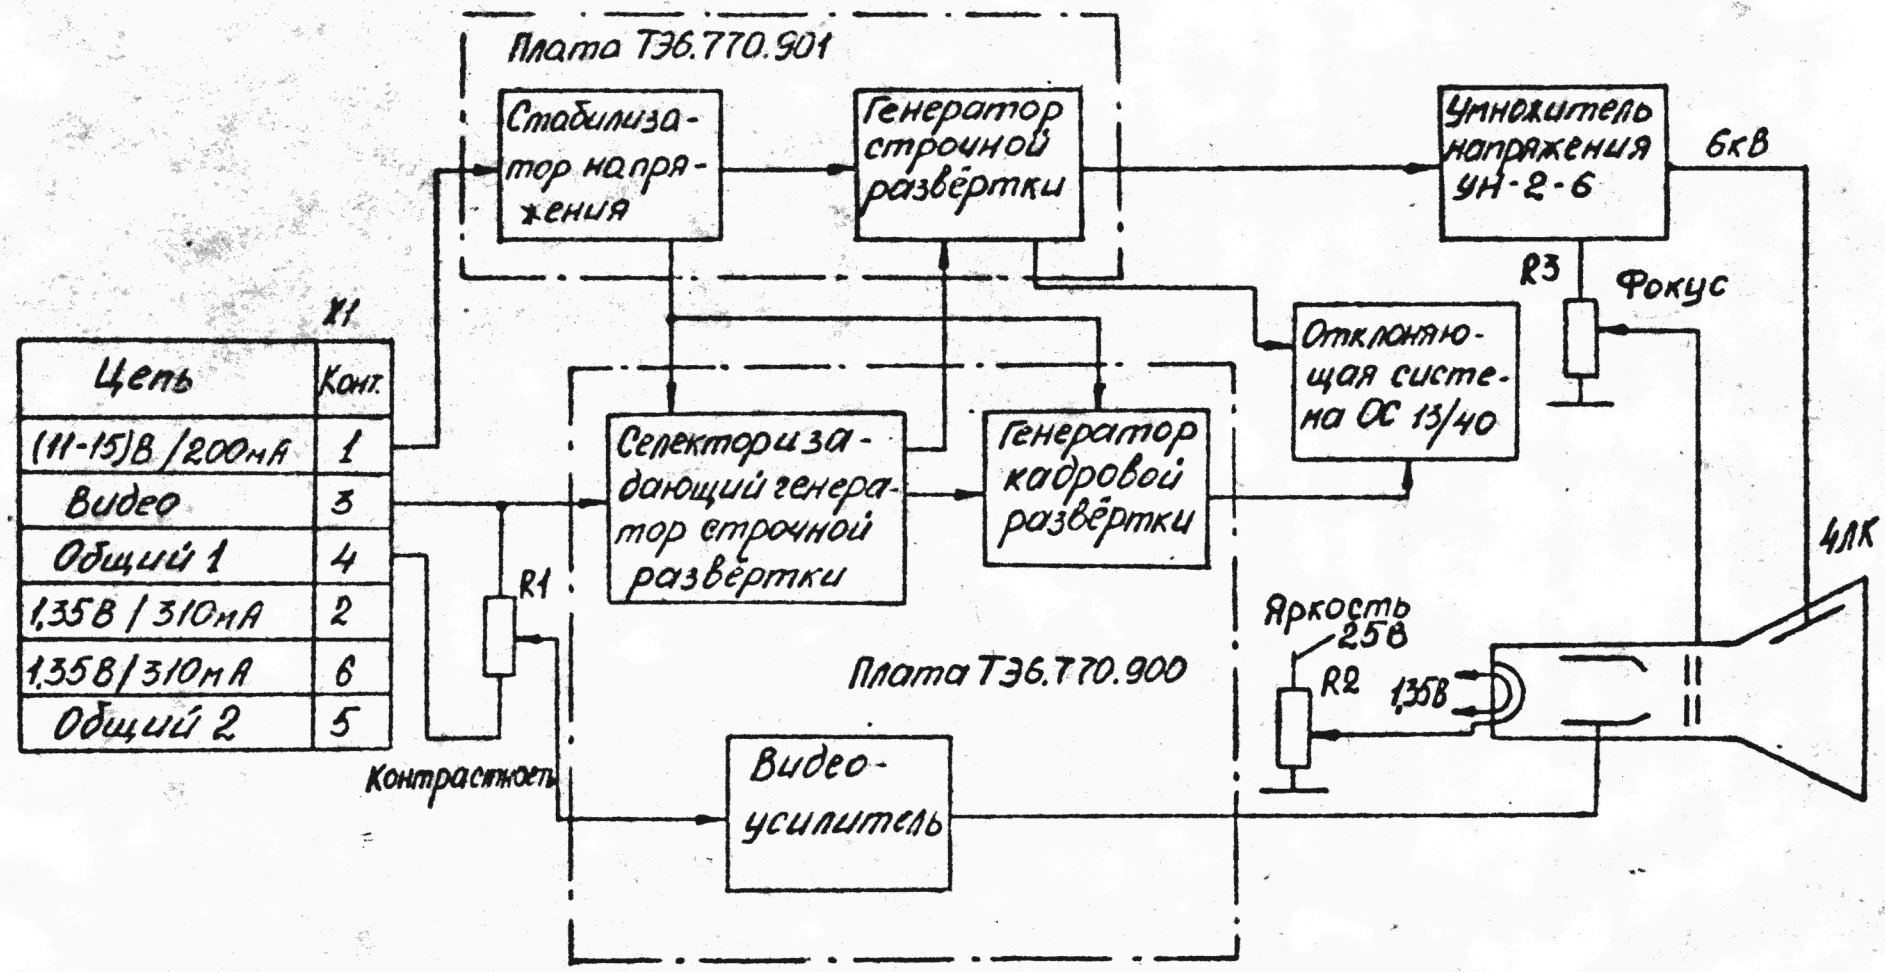 Плата ТЭ6.770.901
Стабилиза-
тор напря-
жения
Генератор
строчной
развёртки
Умножитель
напряжения
УН-2-6
6кВ
R3
Фокус
X1
Цепь Конт.
(11-15)В/200мА 1
Видео 3
Общий 1 4
1,35В/310мА 2
1.35В/310мА 6
Общий 2 5
Отклоняю-
щая систе-
ма ОС 13/40
Селектор и за-
дающий генера-
тор строчной
развёртки
Генератор
кадровой
развёртки
R1
Контрастность
Плата ТЭ6.770.900
Видео-
усилитель
Яркость
25В
R2
1,35В
4ЛК